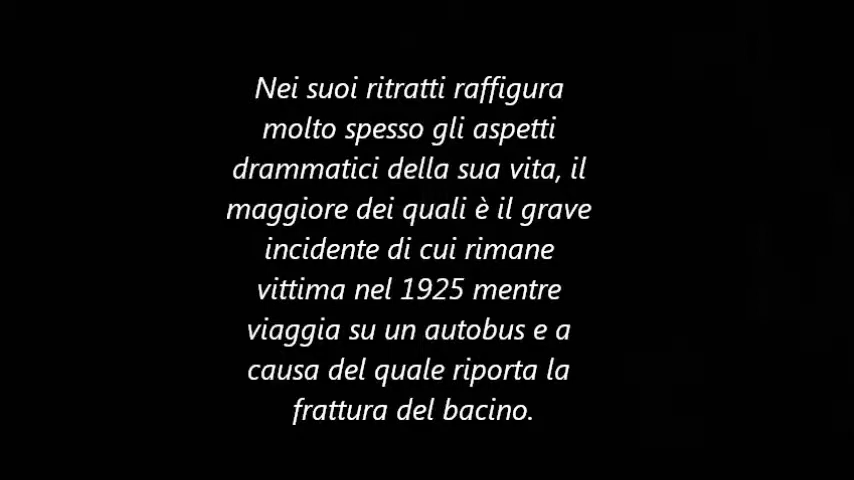 Nei suoi ritratti raffigura
molto spesso gli aspetti
drammatici della sua vita, il
maggiore dei quali è il grave
incidente di cui rimane
vittima nel 1925 mentre
viaggia su un autobus e a
causa del quale riporta la
frattura del bacino.